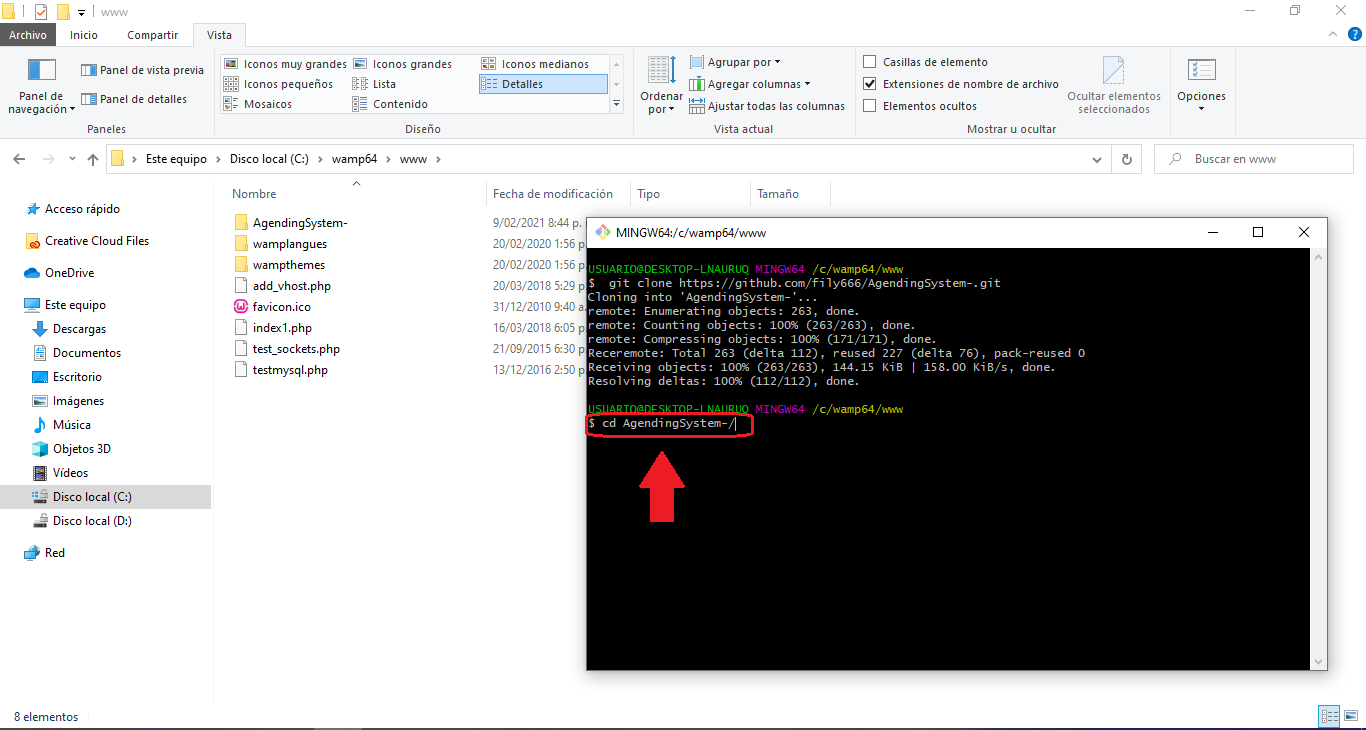 www
Archivo Inicio Compartir Vista
Panel de navegación
Panel de vista previa
Panel de detalles
Paneles
Iconos muy grandes Iconos grandes Iconos medianos
Iconos pequeños Lista Detalles
Mosaicos Contenido
Diseño
Ordenar por
Agrupar por
Agregar columnas
Ajustar todas las columnas
Vista actual
Casillas de elemento
Extensiones de nombre de archivo
Elementos ocultos
Ocultar elementos seleccionados
Mostrar u ocultar
Opciones
Este equipo > Disco local (C:) > wamp64 > www >
Buscar en www
Acceso rápido
Creative Cloud Files
OneDrive
Este equipo
Descargas
Documentos
Escritorio
Imágenes
Música
Objetos 3D
Vídeos
Disco local (C:)
Disco local (D:)
Red
Nombre Fecha de modificación Tipo Tamaño
AgendingSystem- 9/02/2021 8:44 p.
wamplangues 20/02/2020 1:56 p
wampthemes 20/02/2020 1:56 p
add_vhost.php 20/03/2018 5:29 p
favicon.ico 31/12/2010 9:40 a.
index1.php 16/03/2018 6:05 p
test_sockets.php 21/09/2015 6:30 p
testmysql.php 13/12/2016 2:50 p
MINGW64:/c/wamp64/www
USUARIO@DESKTOP-LNAURUQ MINGW64 /c/wamp64/www
$  git clone https://github.com/fily666/AgendingSystem-.git
Cloning into 'AgendingSystem-'...
remote: Enumerating objects: 263, done.
remote: Counting objects: 100% (263/263), done.
remote: Compressing objects: 100% (171/171), done.
Receremote: Total 263 (delta 112), reused 227 (delta 76), pack-reused 0
Receiving objects: 100% (263/263), 144.15 KiB | 158.00 KiB/s, done.
Resolving deltas: 100% (112/112), done.
USUARIO@DESKTOP-LNAURUQ MINGW64 /c/wamp64/www
$ cd AgendingSystem-/
8 elementos